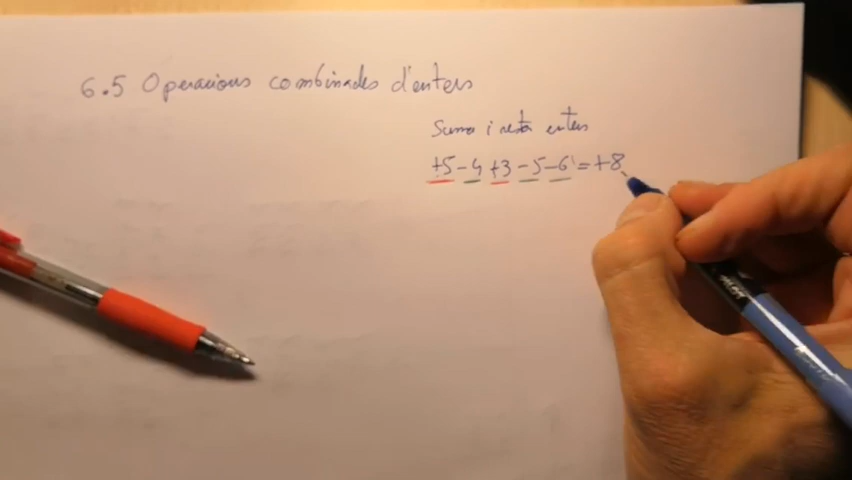 6.5 Operacions combinades d'enters
Suma i resta enters
+5-4+3-5-6=+8